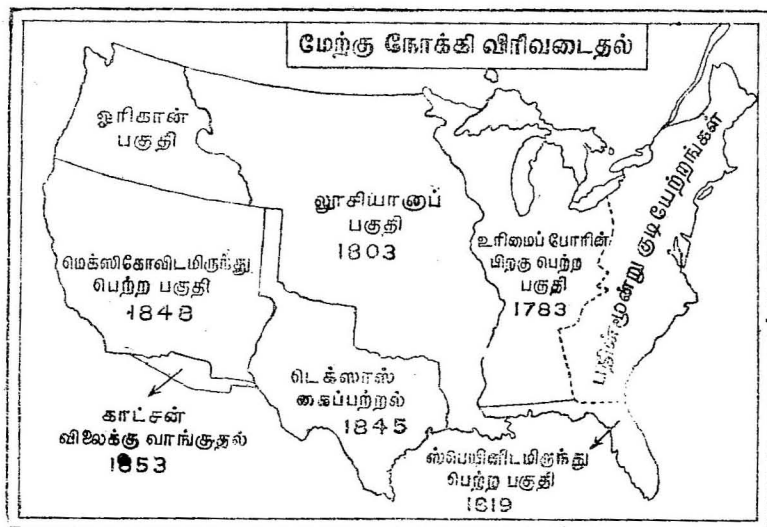 மேற்கு நோக்கி விரிவடைதல்
ஓரிகான்
பகுதி
லூசியானாப்
பகுதி
1803
உரிமைப் போரின்
பிறகு பெற்ற
பகுதி
1783
பதின்மூன்று குடியேற்றங்கள்
மெக்ஸிகோவிடமிருந்து
பெற்ற பகுதி
1848
டெக்ஸாஸ்
கைப்பற்றல்
1845
காட்சன்
விலைக்கு வாங்குதல்
1853
ஸ்பெயினிடமிருந்து
பெற்ற பகுதி
1819